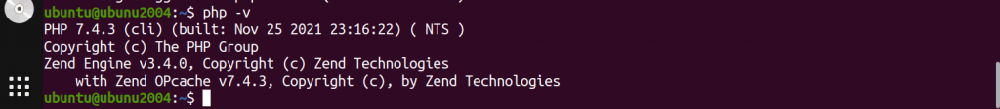 ubuntu@ubunu2004:~$ php -v
PHP 7.4.3 (cli) (built: Nov 25 2021 23:16:22) ( NTS )
Copyright (c) The PHP Group
Zend Engine v3.4.0, Copyright (c) Zend Technologies
    with Zend OPcache v7.4.3, Copyright (c), by Zend Technologies
ubuntu@ubunu2004:~$